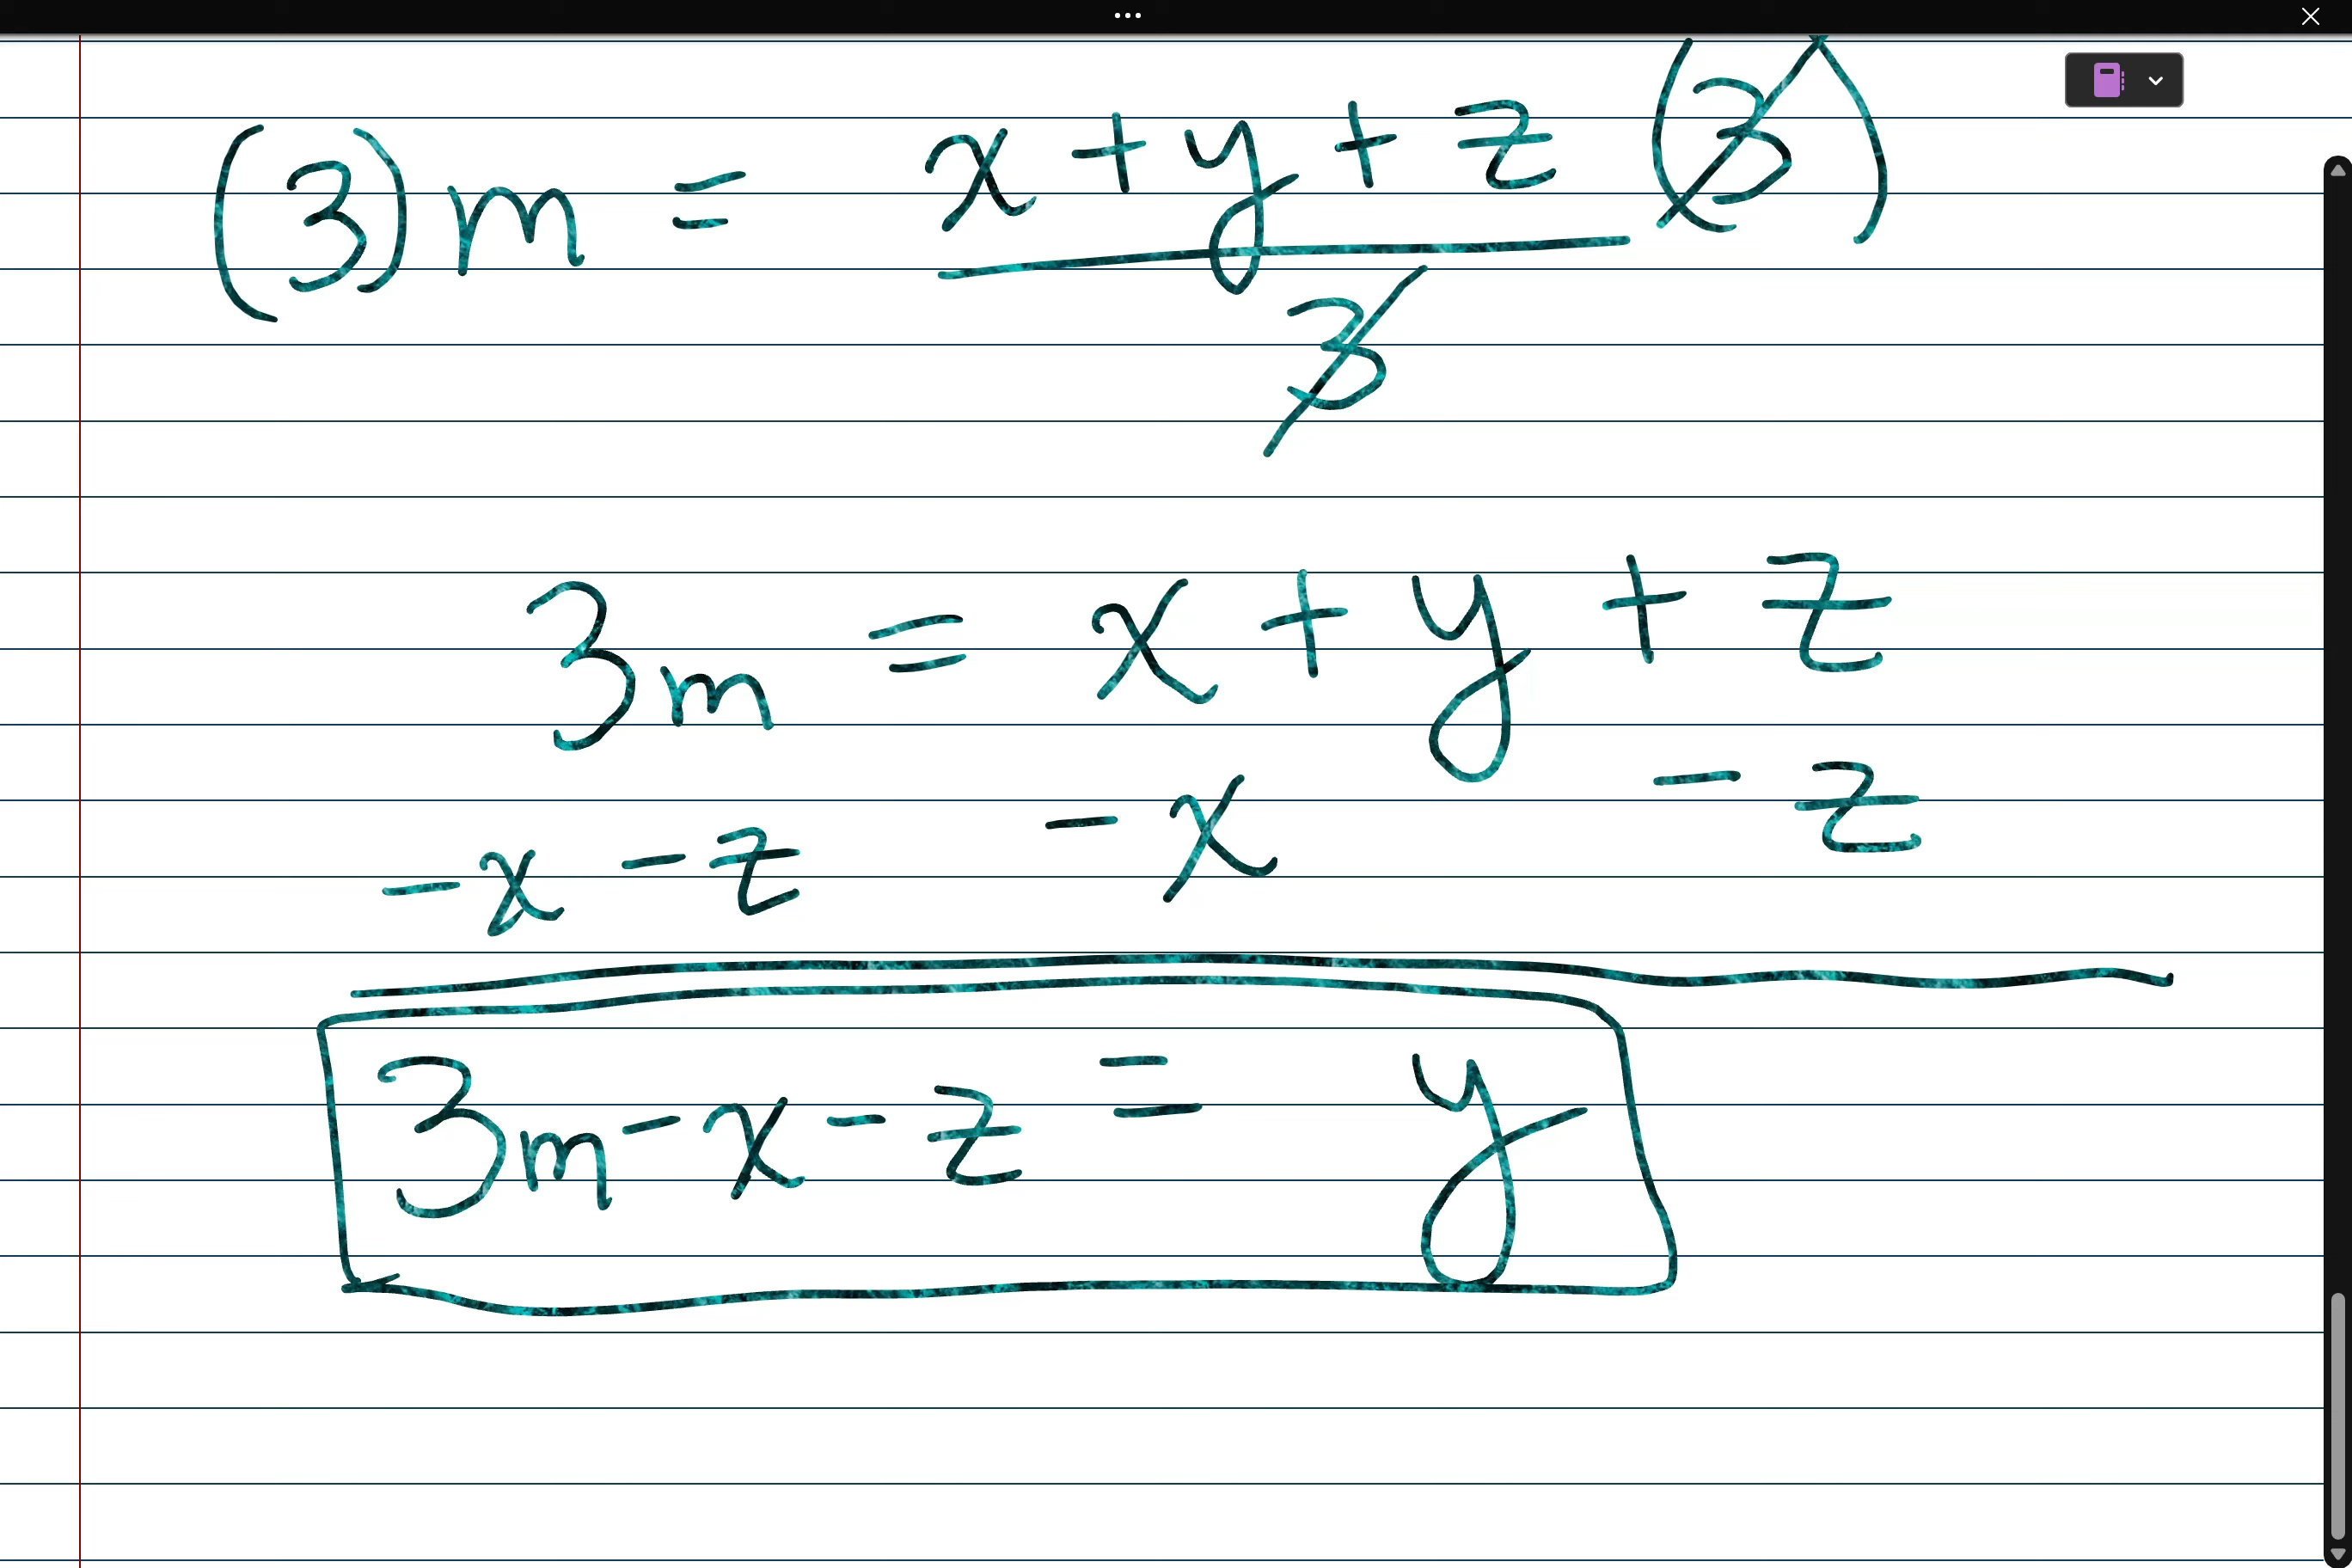 (3)m = x + y + z (3)
3
3m = x + y + z
-x - z - x - z
3m - x - z = y